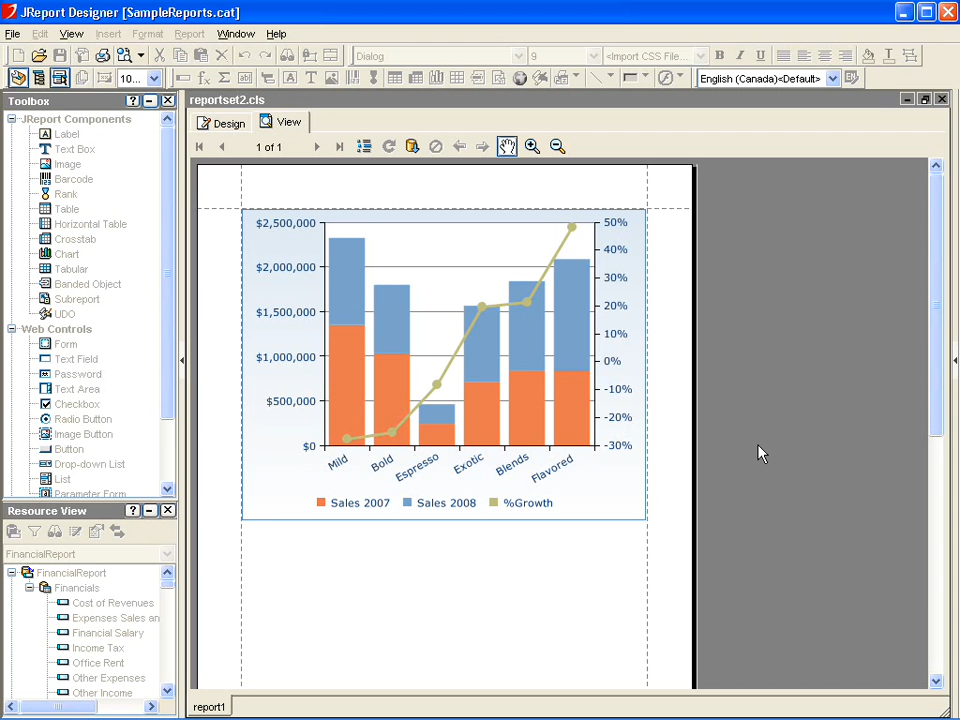 JReport Designer [SampleReports.cat]
File Edit View Insert Format Report Window Help
Dialog 9 <Import CSS File... B I U
10... English (Canada)<Default>
Toolbox
JReport Components
Label
Text Box
Image
Barcode
Rank
Table
Horizontal Table
Crosstab
Chart
Tabular
Banded Object
Subreport
UDO
Web Controls
Form
Text Field
Password
Text Area
Checkbox
Radio Button
Image Button
Button
Drop-down List
List
Parameter Form
Resource View
FinancialReport
FinancialReport
Financials
Cost of Revenues
Expenses Sales an
Financial Salary
Income Tax
Office Rent
Other Expenses
Other Income
reportset2.cls
Design View
1 of 1
$2,500,000
$2,000,000
$1,500,000
$1,000,000
$500,000
$0
50%
40%
30%
20%
10%
0%
-10%
-20%
-30%
Mild Bold Espresso Exotic Blends Flavored
Sales 2007 Sales 2008 %Growth
report1